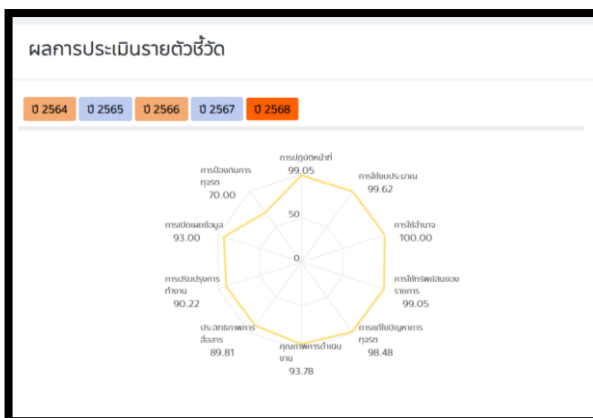 ผลการประเมินรายตัวชี้วัด
ปี 2564
ปี 2565
ปี 2566
ปี 2567
ปี 2568
การปฏิบัติหน้าที่
99.05
การใช้งบประมาณ
99.62
การใช้อำนาจ
100.00
การใช้ทรัพย์สินของ
ราชการ
99.05
การแก้ไขปัญหาการ
ทุจริต
98.48
คุณภาพการดำเนิน
งาน
93.78
ประสิทธิภาพการ
สื่อสาร
89.81
การปรับปรุงการ
ทำงาน
90.22
การเปิดเผยข้อมูล
93.00
การป้องกันการ
ทุจริต
70.00
50
0